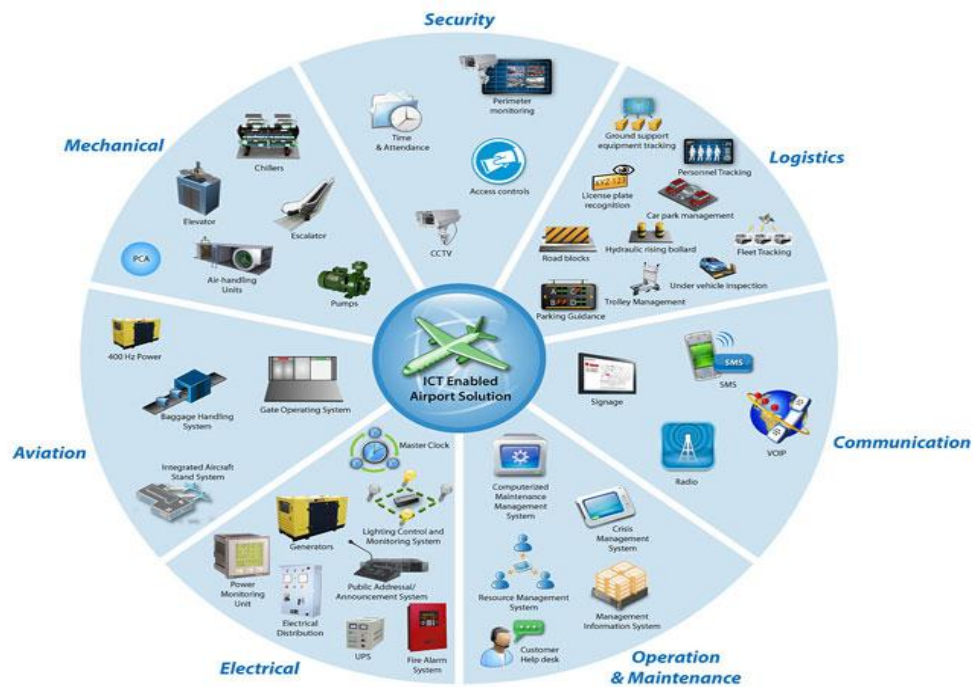 Security
Perimeter
monitoring
Time
& Attendance
Access controls
CCTV
Logistics
Ground support
equipment tracking
Personnel Tracking
License plate
recognition
XYZ 123
Car park management
Road blocks
Hydraulic rising bollard
Fleet Tracking
Under vehicle inspection
Trolley Management
Parking Guidance
Mechanical
Chillers
Elevator
Escalator
PCA
Air-handling
Units
Pumps
ICT Enabled
Airport Solution
Aviation
400 Hz Power
Gate Operating System
Baggage Handling
System
Integrated Aircraft
Stand System
Communication
Signage
SMS
SMS
VOIP
Radio
Electrical
Master Clock
Lighting Control and
Monitoring System
Generators
Power
Monitoring
Unit
Public Addressal/
Announcement System
Electrical
Distribution
UPS
Fire Alarm
System
Operation
& Maintenance
Computerized
Maintenance
Management
System
Crisis
Management
System
Resource Management
System
Management
Information System
Customer
Help desk